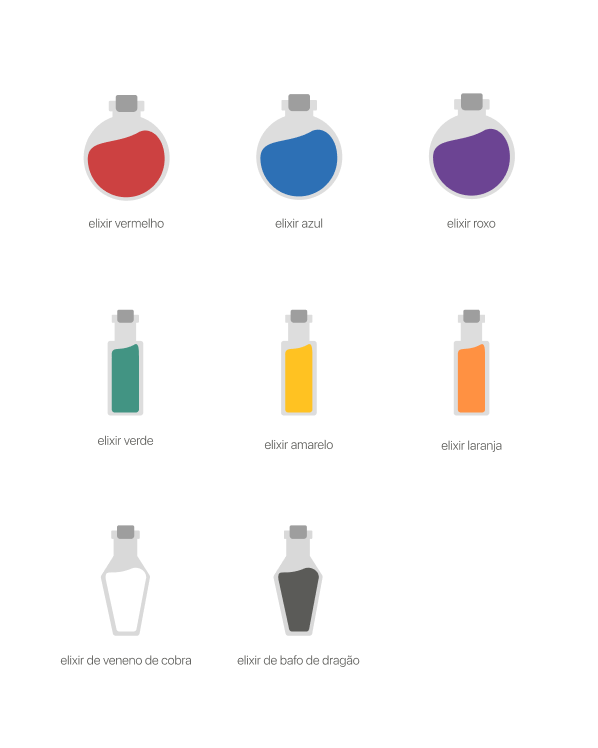 elixir vermelho
elixir azul
elixir roxo
elixir verde
elixir amarelo
elixir laranja
elixir de veneno de cobra
elixir de bafo de dragão